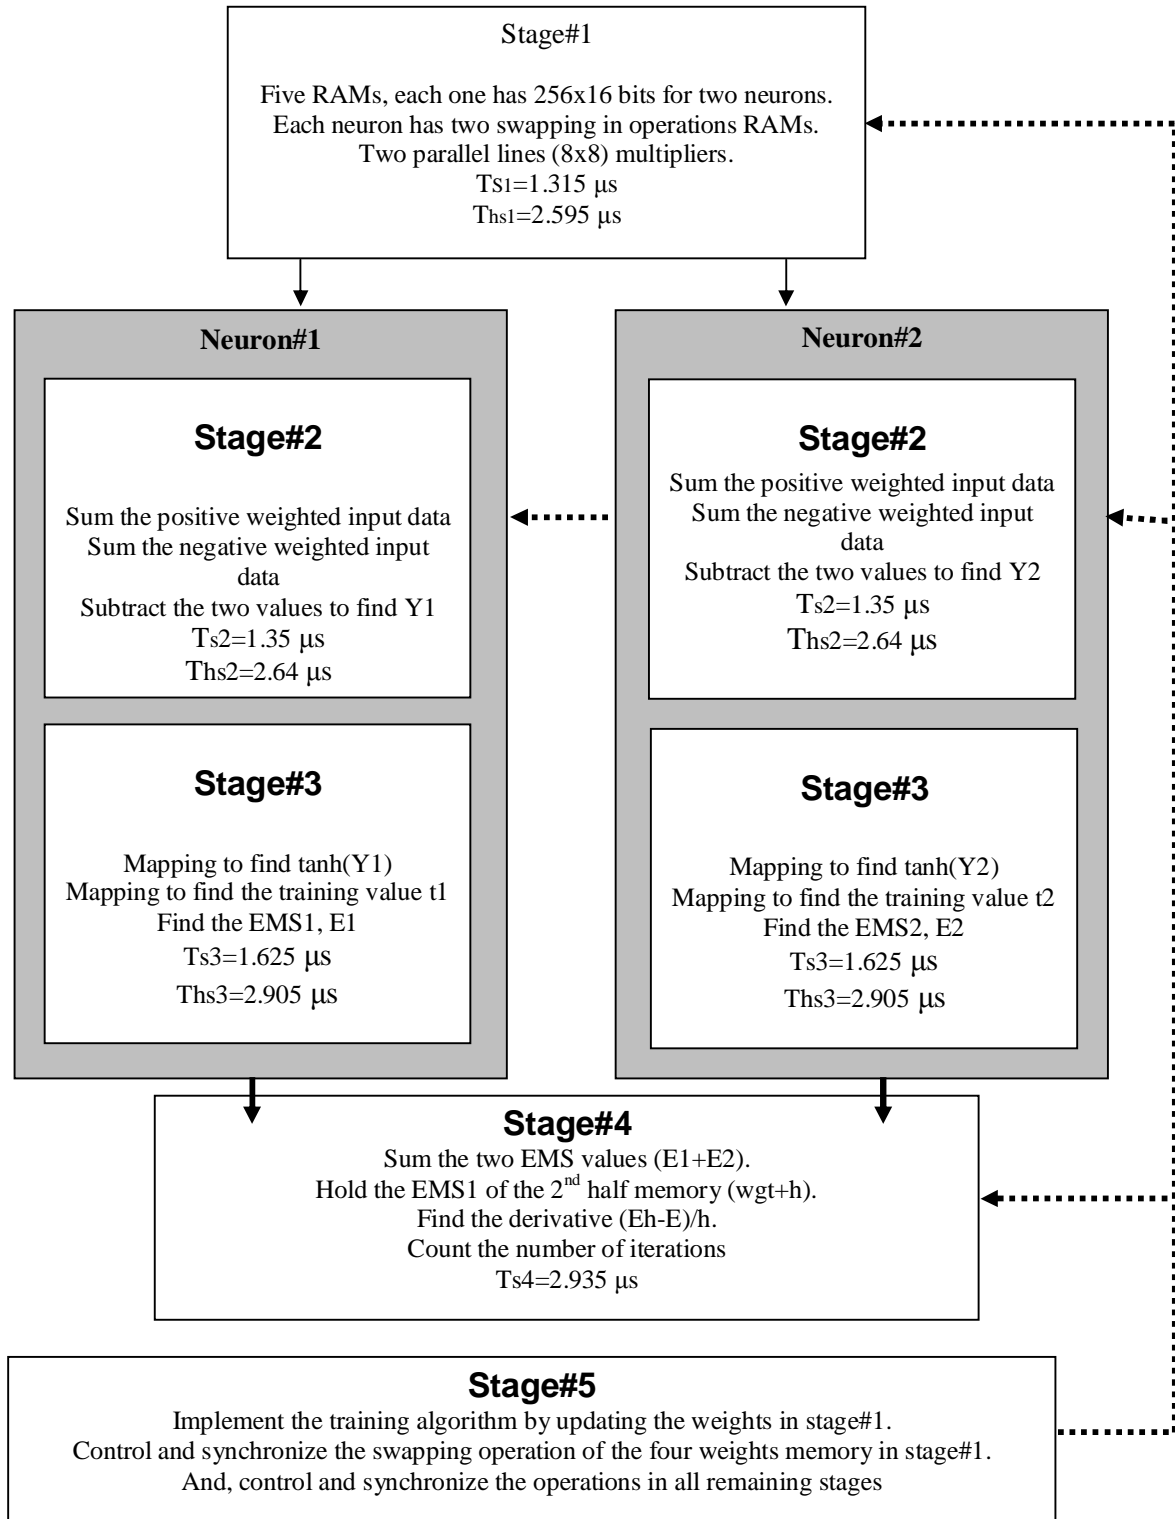 Stage#1
Five RAMs, each one has 256x16 bits for two neurons.
Each neuron has two swapping in operations RAMs.
Two parallel lines (8x8) multipliers.
TS1=1.315 μs
Ths1=2.595 μs
Neuron#1
Stage#2
Sum the positive weighted input data
Sum the negative weighted input
data
Subtract the two values to find Y1
Ts2=1.35 μs
Ths2=2.64 μs
Stage#3
Mapping to find tanh(Y1)
Mapping to find the training value t1
Find the EMS1, E1
Ts3=1.625 μs
Ths3=2.905 μs
Neuron#2
Stage#2
Sum the positive weighted input data
Sum the negative weighted input
data
Subtract the two values to find Y2
Ts2=1.35 μs
Ths2=2.64 μs
Stage#3
Mapping to find tanh(Y2)
Mapping to find the training value t2
Find the EMS2, E2
Ts3=1.625 μs
Ths3=2.905 μs
Stage#4
Sum the two EMS values (E1+E2).
Hold the EMS1 of the 2nd half memory (wgt+h).
Find the derivative (Eh-E)/h.
Count the number of iterations
Ts4=2.935 μs
Stage#5
Implement the training algorithm by updating the weights in stage#1.
Control and synchronize the swapping operation of the four weights memory in stage#1.
And, control and synchronize the operations in all remaining stages